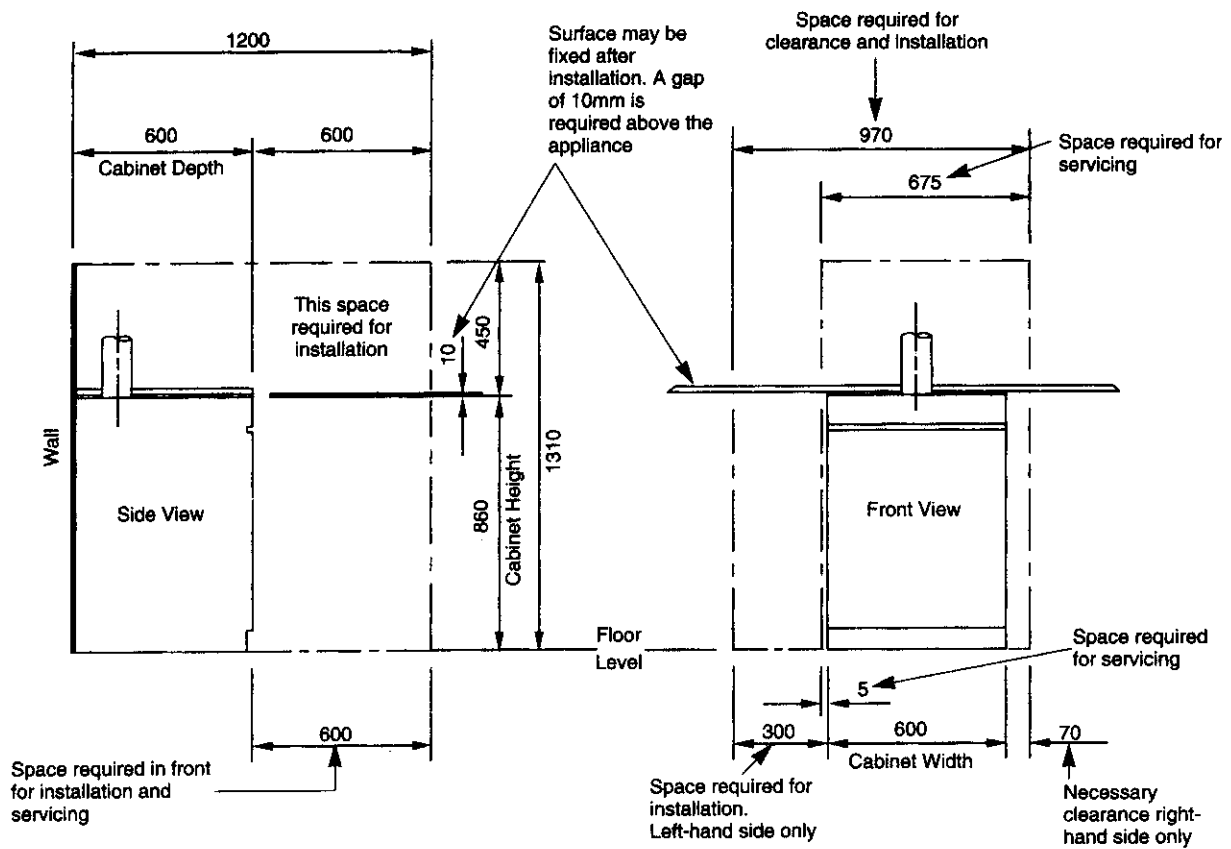 1200
600
600
Cabinet Depth
Surface may be
fixed after
installation. A gap
of 10mm is
required above the
appliance
Space required for
clearance and installation
970
Space required for
servicing
675
This space
required for
installation
10
450
1310
860
Cabinet Height
Wall
Side View
Front View
Floor
Level
600
Space required in front
for installation and
servicing
Space required
for servicing
5
300
600
70
Cabinet Width
Space required for
installation.
Left-hand side only
Necessary
clearance right-
hand side only